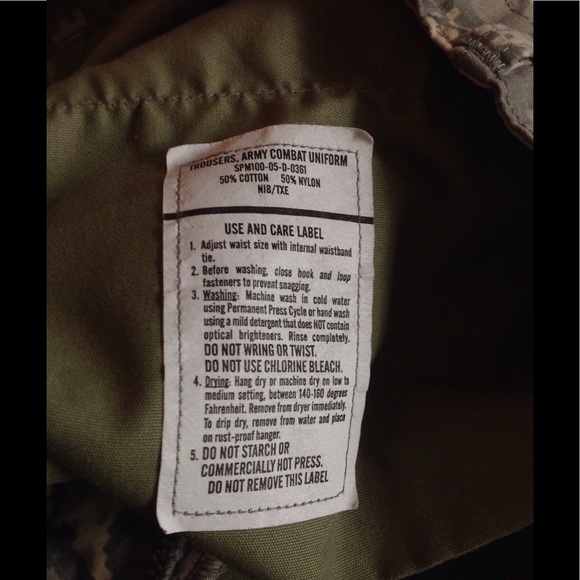 TROUSERS, ARMY COMBAT UNIFORM
SPM100-05-D-0361
50% COTTON 50% NYLON
NIB/TXE
USE AND CARE LABEL
1. Adjust waist size with internal waistband
tie.
2. Before washing, close hook and loop
fasteners to prevent snagging.
3. Washing: Machine wash in cold water
using Permanent Press Cycle or hand wash
using a mild detergent that does NOT contain
optical brighteners. Rinse completely.
DO NOT WRING OR TWIST.
DO NOT USE CHLORINE BLEACH.
4. Drying: Hang dry or machine dry on low to
medium setting, between 140-160 degrees
Fahrenheit. Remove from dryer immediately.
To drip dry, remove from water and place
on rust-proof hanger.
5. DO NOT STARCH OR
COMMERCIALLY HOT PRESS.
DO NOT REMOVE THIS LABEL